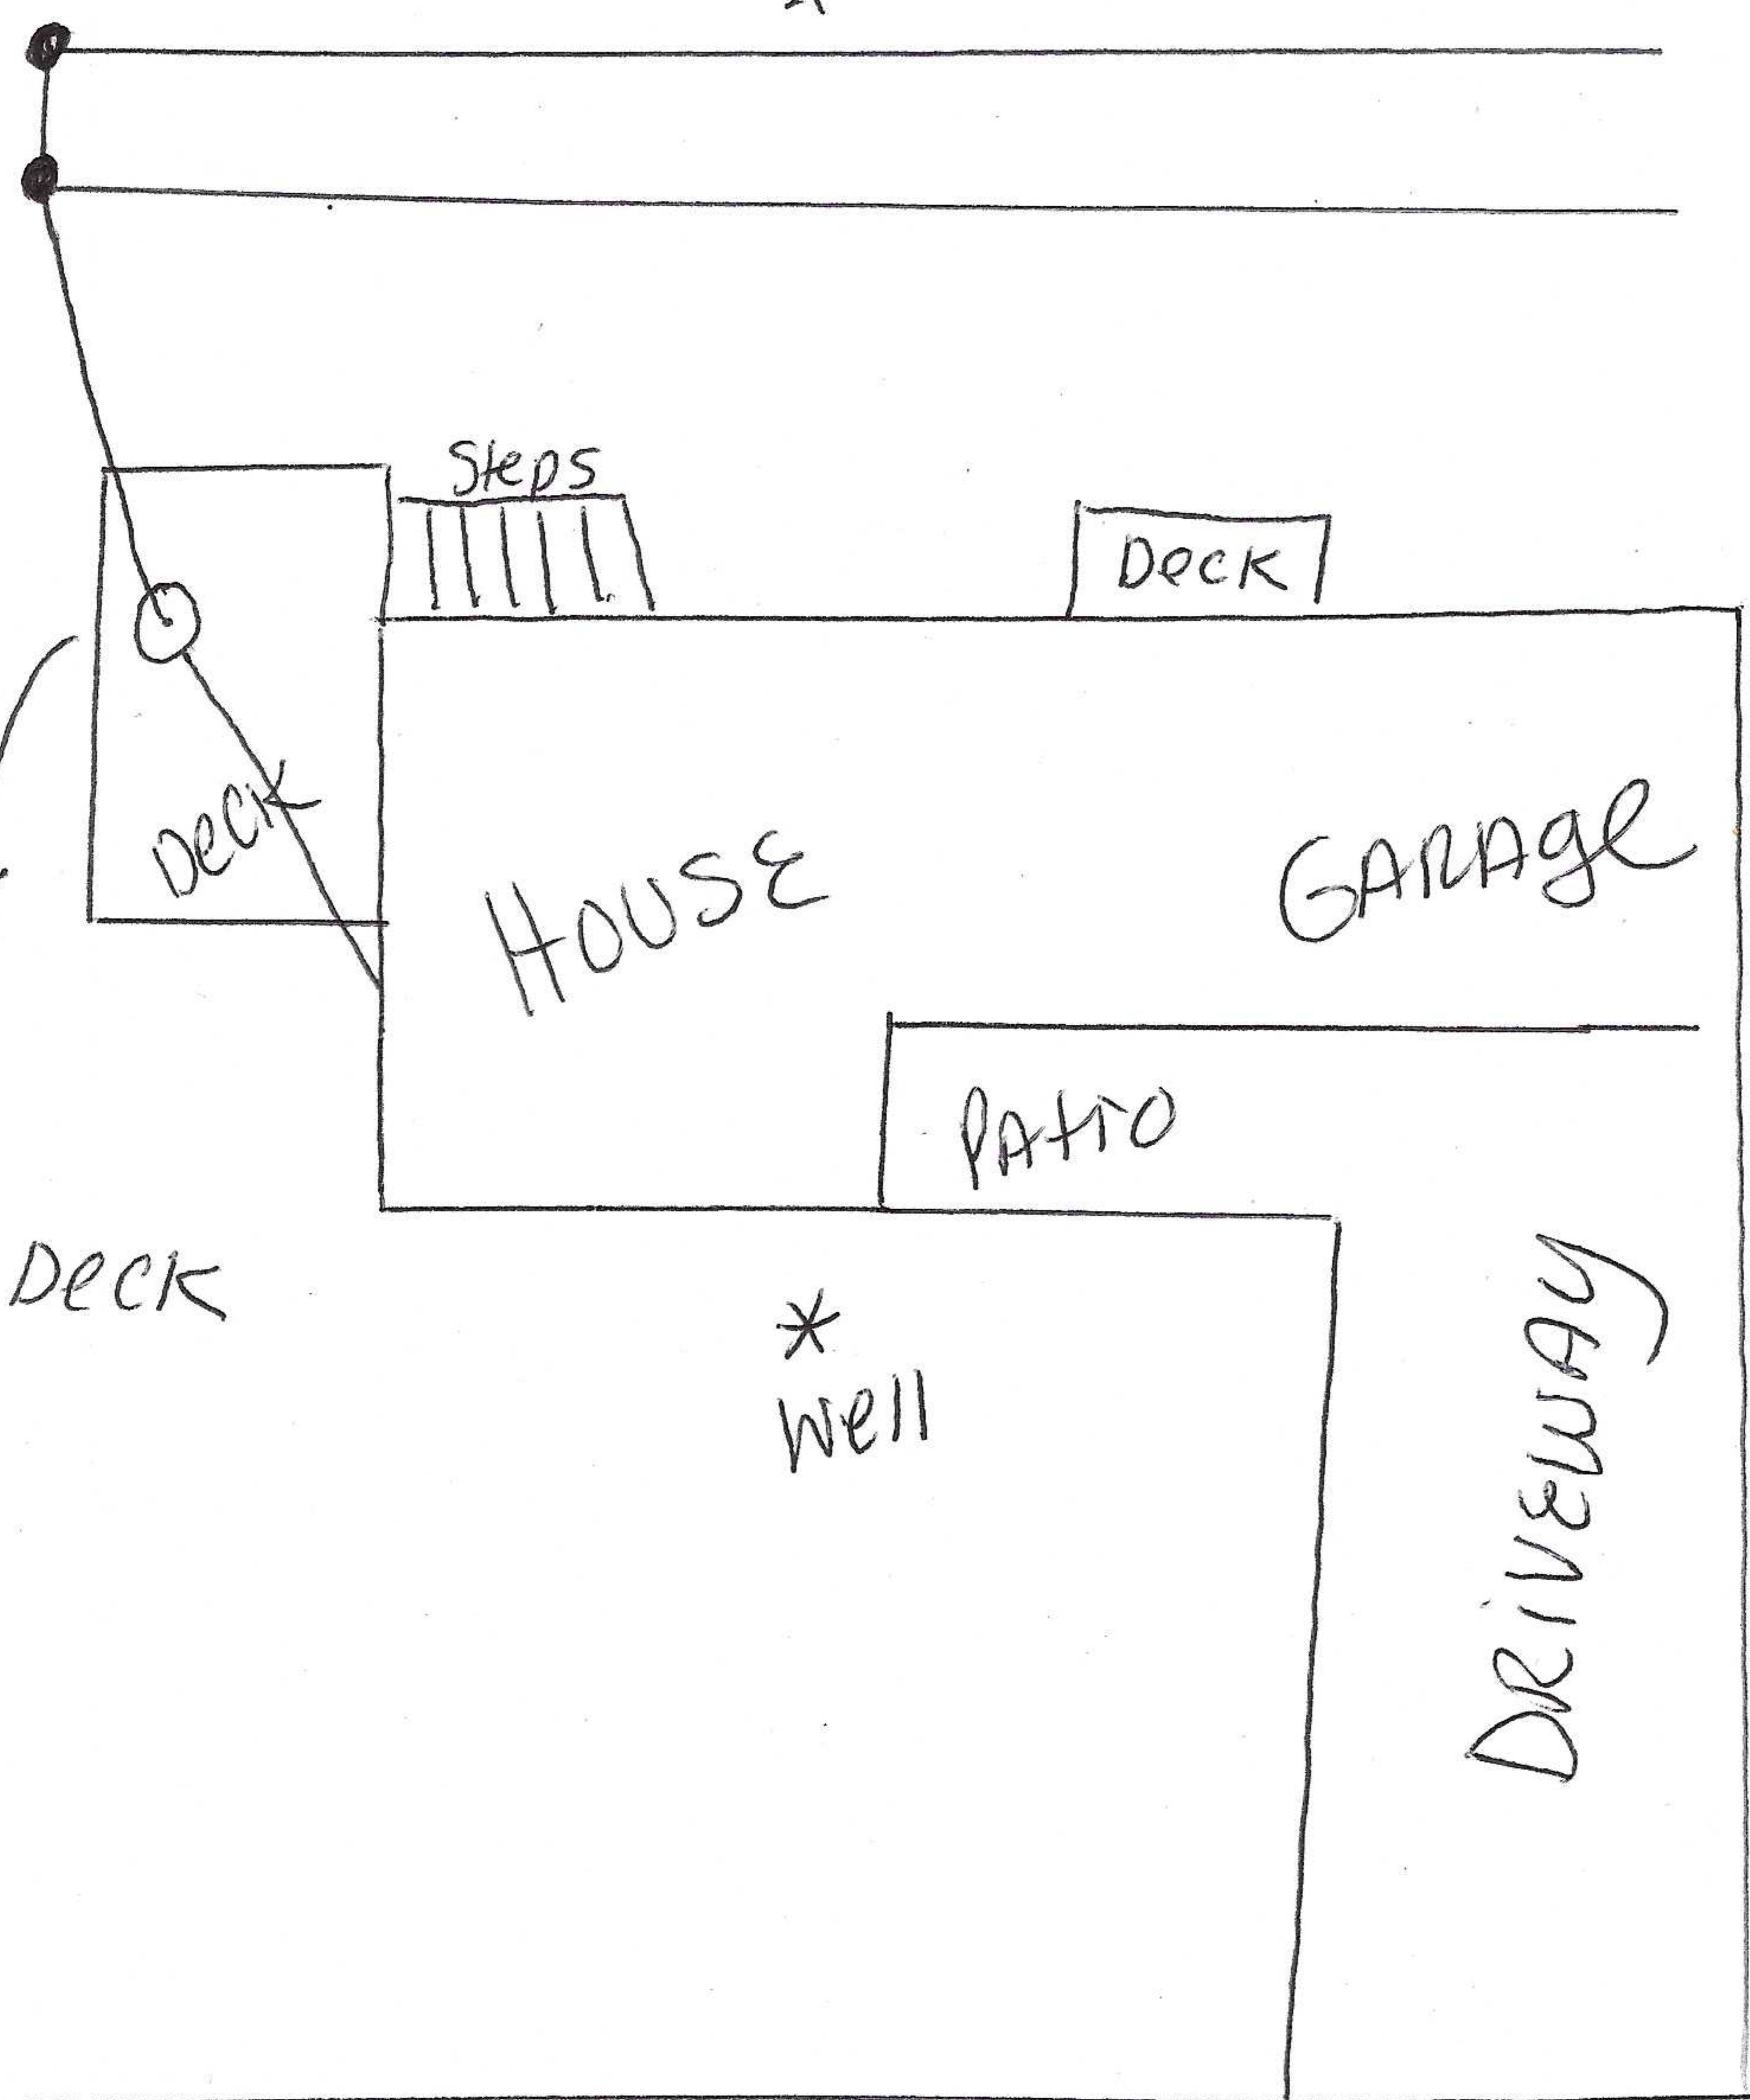 Steps
Deck
Deck
HOUSE
GARAge
PAtiO
Deck
*
Well
DRiVEWAY